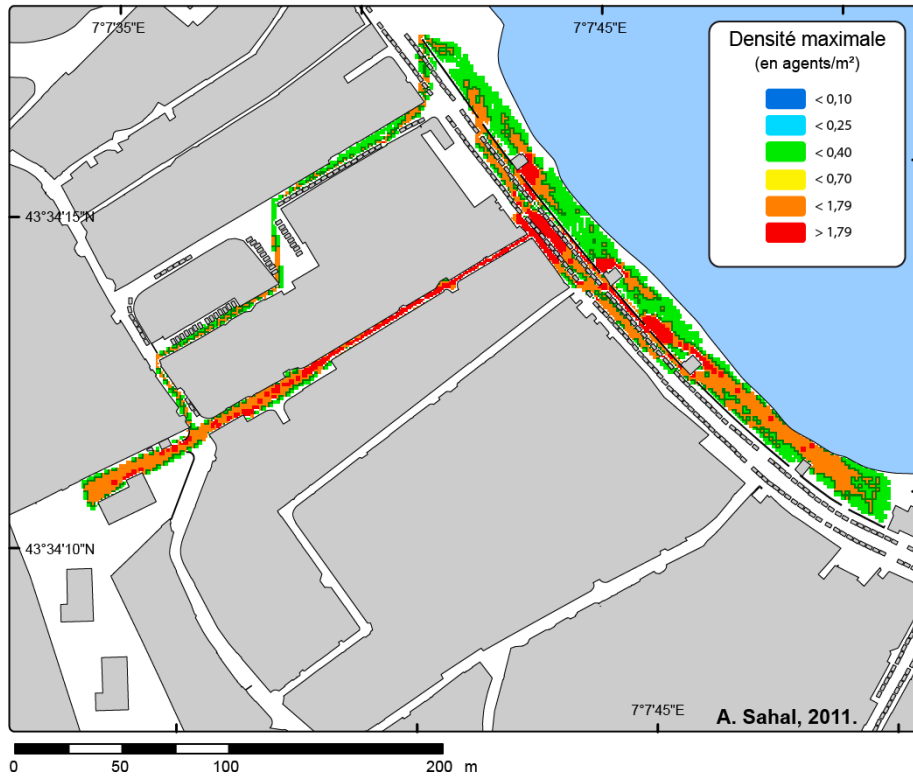 7°7'35"E
7°7'45"E
Densité maximale
(en agents/m²)
< 0,10
< 0,25
< 0,40
< 0,70
< 1,79
> 1,79
43°34'15"N
43°34'10"N
7°7'45"E
A. Sahal, 2011.
0 50 100 200 m